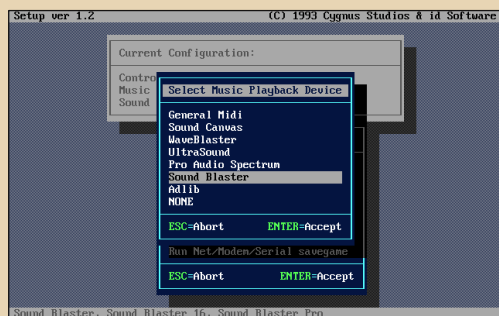 Setup ver 1.2 (C) 1993 Cygnus Studios & id Software
Current Configuration:
Contro
Music
Sound
Select Music Playback Device
General Midi
Sound Canvas
WaveBlaster
UltraSound
Pro Audio Spectrum
Sound Blaster
Adlib
NONE
ESC=Abort ENTER=Accept
Run Net/Modem/Serial savegame
ESC=Abort ENTER=Accept
Sound Blaster, Sound Blaster 16, Sound Blaster Pro